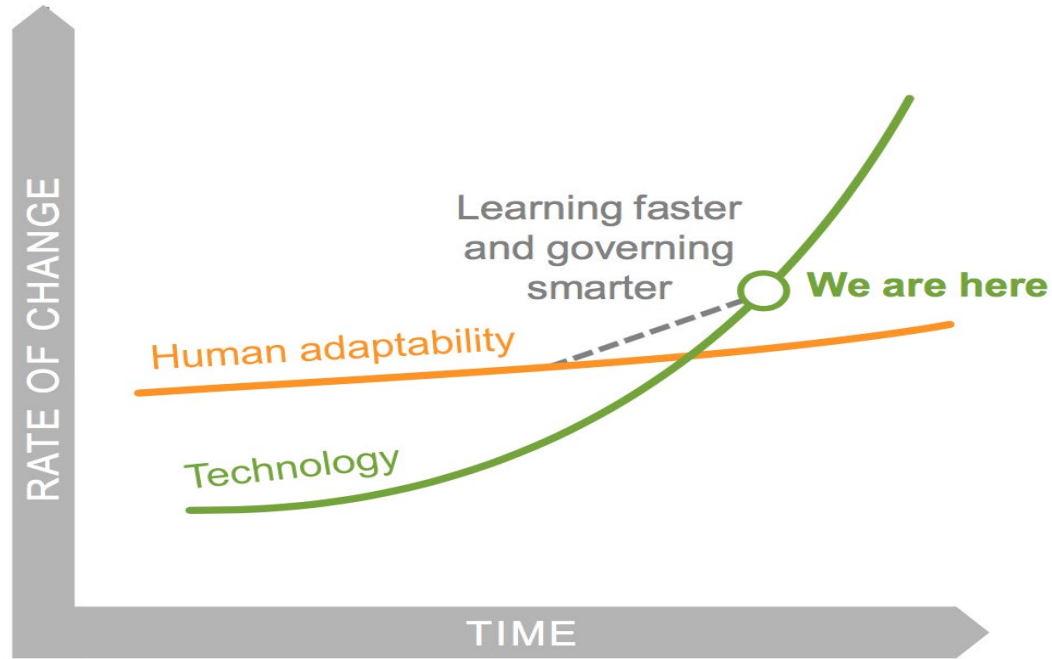 RATE OF CHANGE
Learning faster
and governing
smarter
We are here
Human adaptability
Technology
TIME